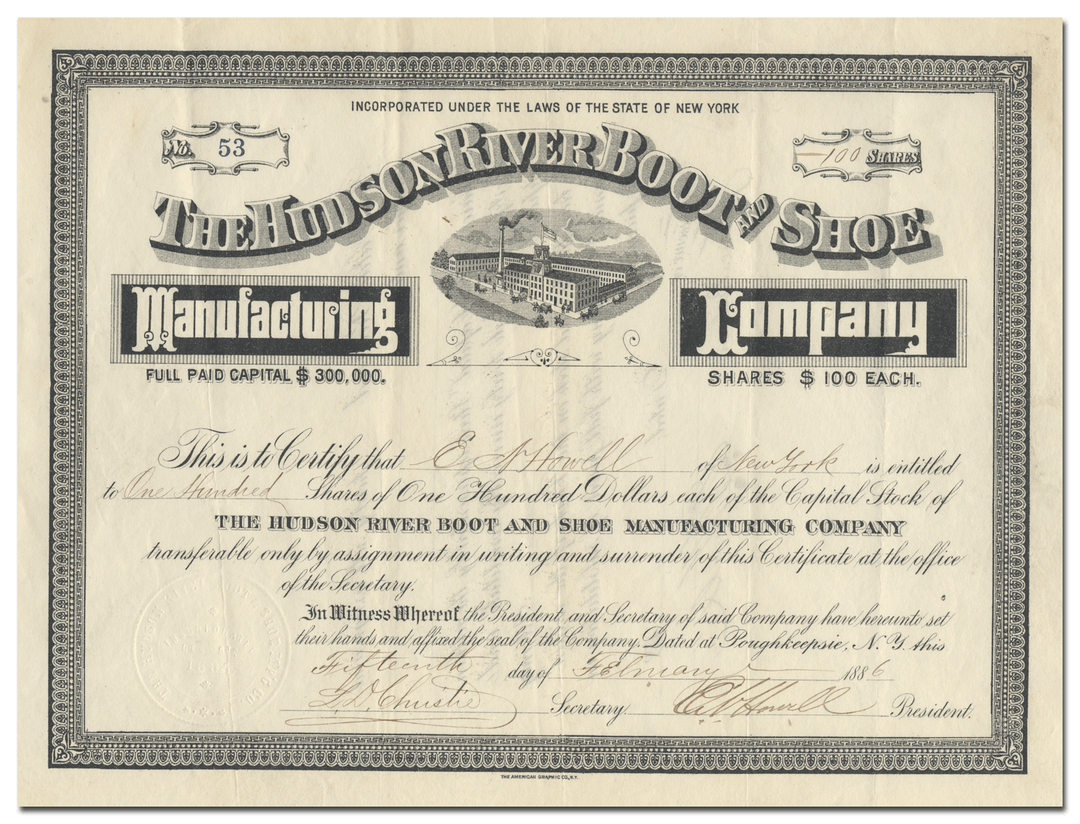 INCORPORATED UNDER THE LAWS OF THE STATE OF NEW YORK
No. 53
100 SHARES
THE HUDSON RIVER BOOT AND SHOE
Manufacturing Company
FULL PAID CAPITAL $ 300,000.
SHARES $ 100 EACH.
This is to Certify that E N Howell of New York is entitled
to One Hundred Shares of One Hundred Dollars each of the Capital Stock of
THE HUDSON RIVER BOOT AND SHOE MANUFACTURING COMPANY
transferable only by assignment in writing and surrender of this Certificate at the office
of the Secretary.
In Witness Whereof the President and Secretary of said Company have hereunto set
their hands and affixed the seal of the Company. Dated at Poughkeepsie, N.Y. this
Fifteenth day of February 1886
Christie Secretary. E N Howell President.
THE AMERICAN GRAPHIC CO., N.Y.